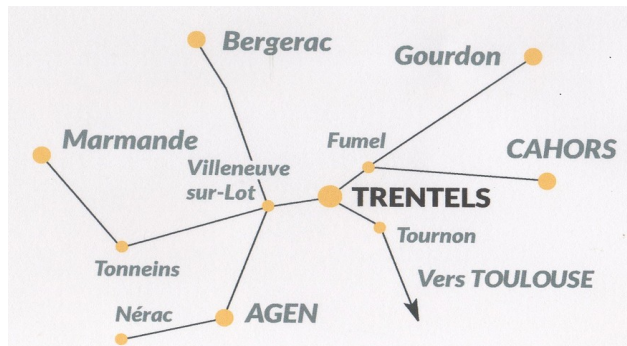 Bergerac
Gourdon
Marmande
Fumel
CAHORS
Villeneuve
sur-Lot
TRENTELS
Tournon
Tonneins
Vers TOULOUSE
Nérac
AGEN